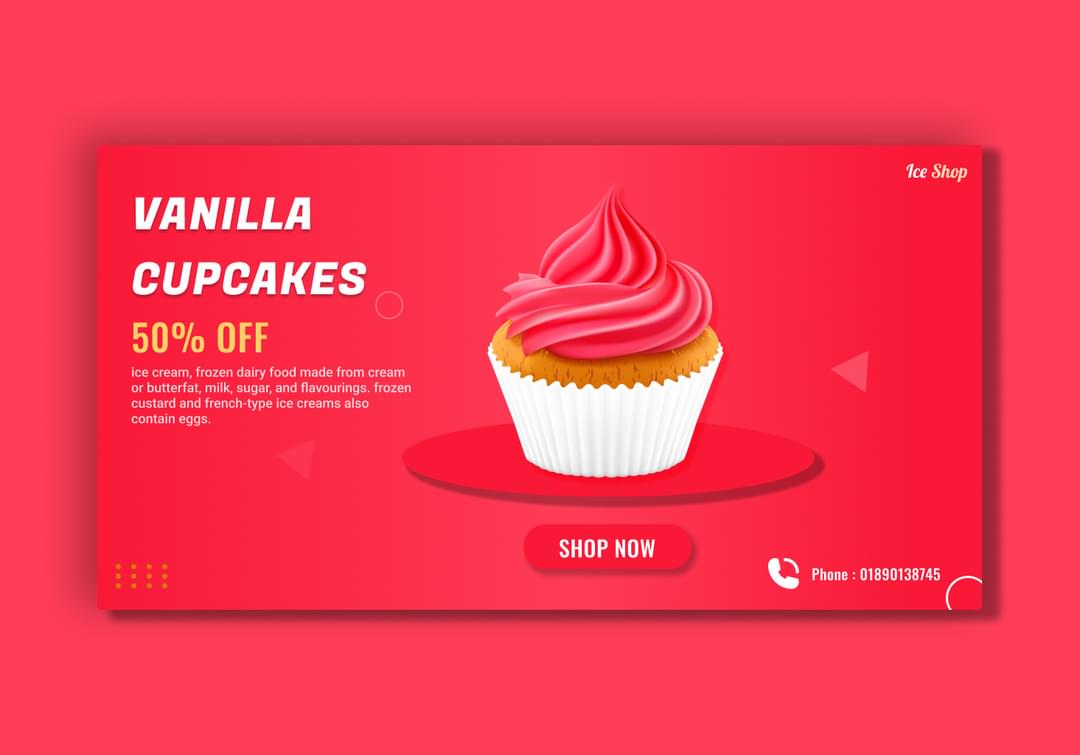 Ice Shop
VANILLA
CUPCAKES
50% OFF
ice cream, frozen dairy food made from cream
or butterfat, milk, sugar, and flavourings. frozen
custard and french-type ice creams also
contain eggs.
SHOP NOW
Phone : 01890138745